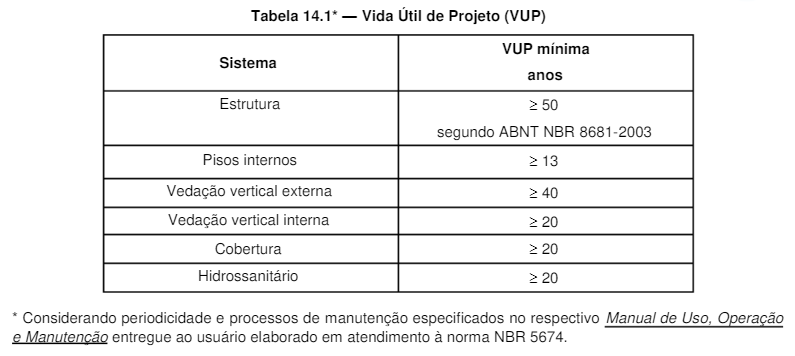 Tabela 14.1* — Vida Útil de Projeto (VUP)
Sistema
VUP mínima
anos
Estrutura
≥ 50
segundo ABNT NBR 8681-2003
Pisos internos
≥ 13
Vedação vertical externa
≥ 40
Vedação vertical interna
≥ 20
Cobertura
≥ 20
Hidrossanitário
≥ 20
* Considerando periodicidade e processos de manutenção especificados no respectivo Manual de Uso, Operação
e Manutenção entregue ao usuário elaborado em atendimento à norma NBR 5674.